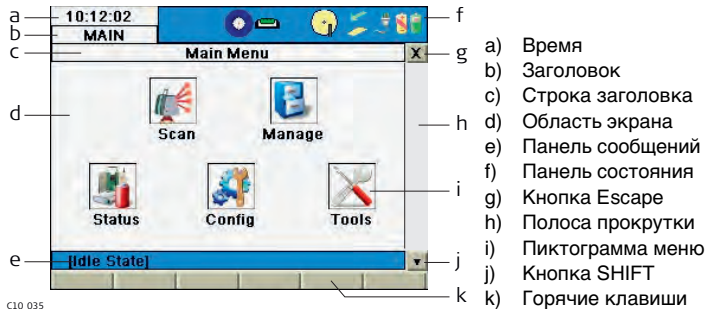 a
10:12:02
f
b
MAIN
c
Main Menu
X
g
d
Scan
Manage
h
Status
Config
Tools
i
e
[Idle State]
j
k
C10 035
a) Время
b) Заголовок
c) Строка заголовка
d) Область экрана
e) Панель сообщений
f) Панель состояния
g) Кнопка Escape
h) Полоса прокрутки
i) Пиктограмма меню
j) Кнопка SHIFT
k) Горячие клавиши